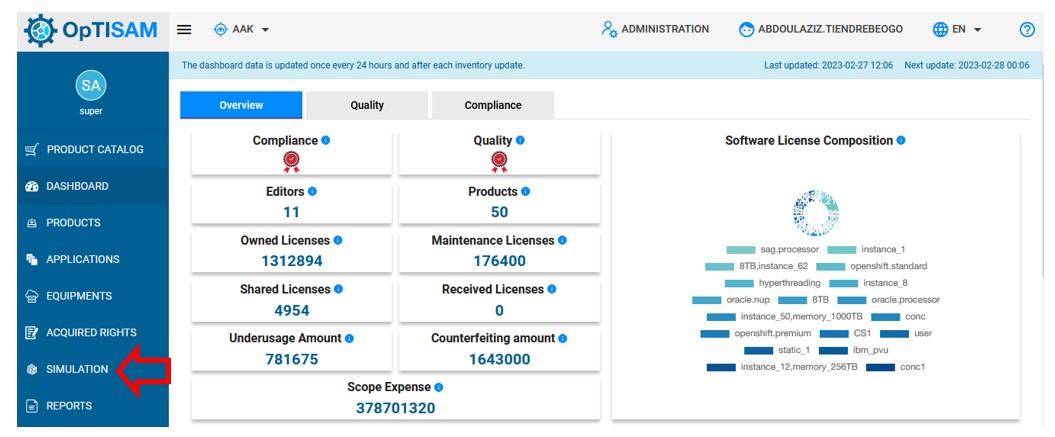 OpTISAM
AAK
ADMINISTRATION
ABDOULAZIZ.TIENDREBEOGO
EN
?
SA
super
The dashboard data is updated once every 24 hours and after each inventory update.
Last updated: 2023-02-27 12:06 Next update: 2023-02-28 00:06
PRODUCT CATALOG
DASHBOARD
PRODUCTS
APPLICATIONS
EQUIPMENTS
ACQUIRED RIGHTS
SIMULATION
REPORTS
Overview
Quality
Compliance
Compliance
Quality
Editors
11
Products
50
Owned Licenses
1312894
Maintenance Licenses
176400
Shared Licenses
4954
Received Licenses
0
Underusage Amount
781675
Counterfeiting amount
1643000
Scope Expense
378701320
Software License Composition
sag.processor instance_1
8TB,instance_62 openshift.standard
hyperthreading instance_8
oracle.nup 8TB oracle.processor
instance_50,memory_1000TB conc
openshift.premium CS1 user
static_1 ibm_pvu
instance_12,memory_256TB conc1